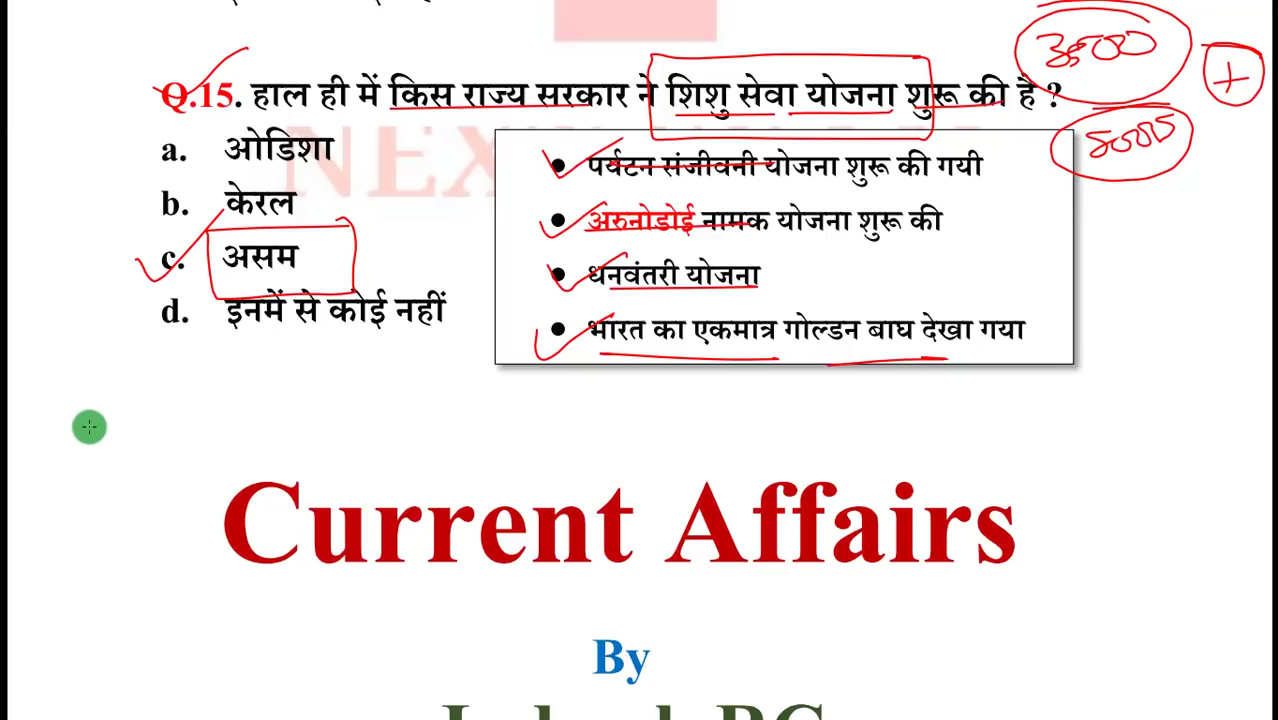 Q.15. हाल ही में किस राज्य सरकार ने शिशु सेवा योजना शुरू की है ?
a. ओडिशा
b. केरल
c. असम
d. इनमें से कोई नहीं
• पर्यटन संजीवनी योजना शुरू की गयी
• अरुनोडोई नामक योजना शुरू की
• धनवंतरी योजना
• भारत का एकमात्र गोल्डन बाघ देखा गया
+
Current Affairs
By